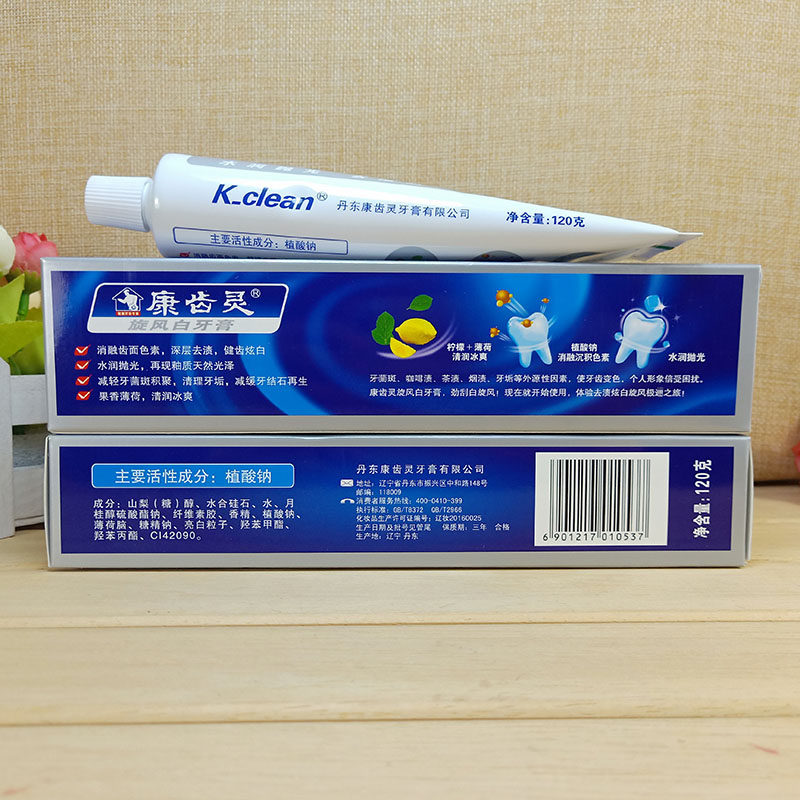 水润抛光
K-clean®
丹东康齿灵牙膏有限公司
净含量:120克
主要活性成分：植酸钠
康齿灵®
旋风白牙膏
消融齿面色素，深层去渍，健齿炫白
水润抛光，再现釉质天然光泽
减轻牙菌斑积聚，清理牙垢，减缓牙结石再生
果香薄荷，清润冰爽
柠檬+薄荷
清润冰爽
植酸钠
消融沉积色素
水润抛光
牙菌斑、咖啡渍、茶渍、烟渍、牙垢等外源性因素，使牙齿变色，个人形象倍受困扰。
康齿灵旋风白牙膏，劲刮白旋风！现在就开始使用，体验去渍炫白旋风极速之旅！
主要活性成分：植酸钠
成分：山梨（糖）醇、水合硅石、水、月
桂醇硫酸酯钠、纤维素胶、香精、植酸钠、
薄荷脑、糖精钠、亮白粒子、羟苯甲酯、
羟苯丙酯、CI42090。
丹东康齿灵牙膏有限公司
地址：辽宁省丹东市振兴区中和路148号
邮编：118009
消费者服务热线：400-0410-399
执行标准：GB/T8372 GB/T2966
化妆品生产许可证编号：辽妆20160025
生产日期及批号见管尾 保质期：三年 合格
生产地：辽宁 丹东
6 901217 010537
净含量:120克